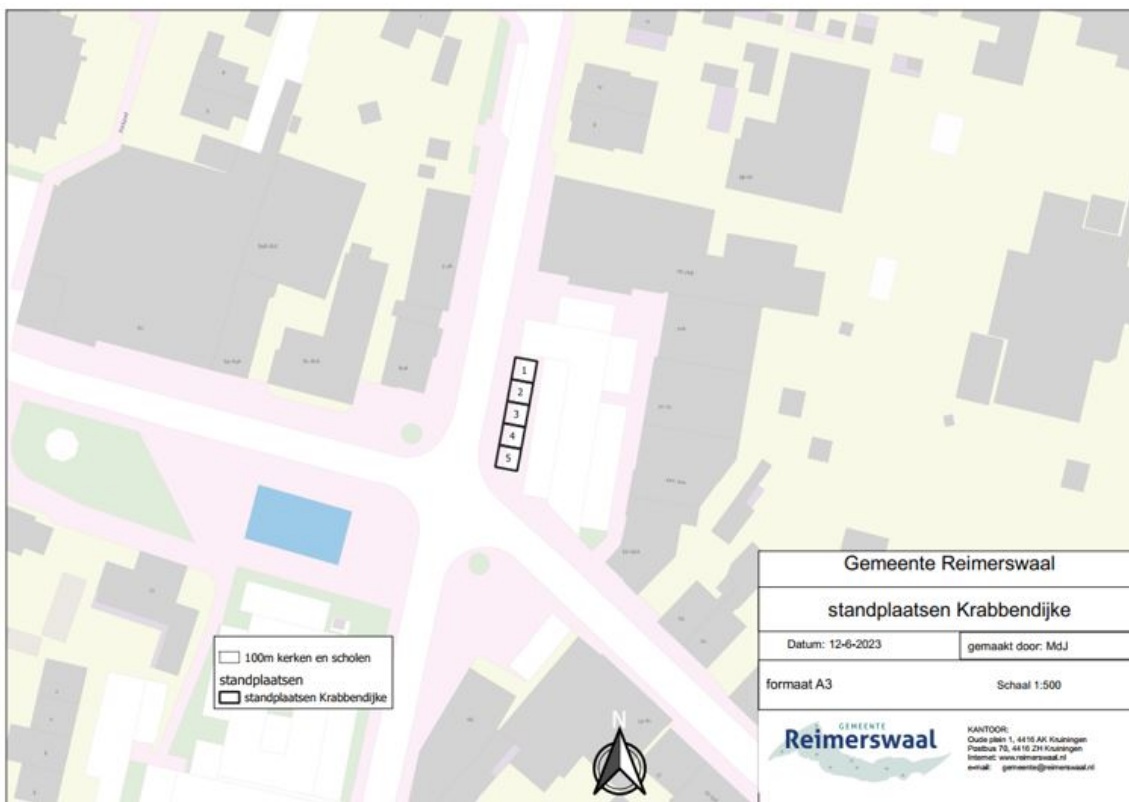 1
2
3
4
5
100m kerken en scholen
standplaatsen
standplaatsen Krabbendijke
N
Gemeente Reimerswaal
standplaatsen Krabbendijke
Datum: 12-6-2023
gemaakt door: MdJ
formaat A3
Schaal 1:500
GEMEENTE
Reimerswaal
KANTOOR:
Oude plein 1, 4416 AK Kruiningen
Postbus 70, 4416 ZH Kruiningen
Internet: www.reimerswaal.nl
e-mail: gemeente@reimerswaal.nl